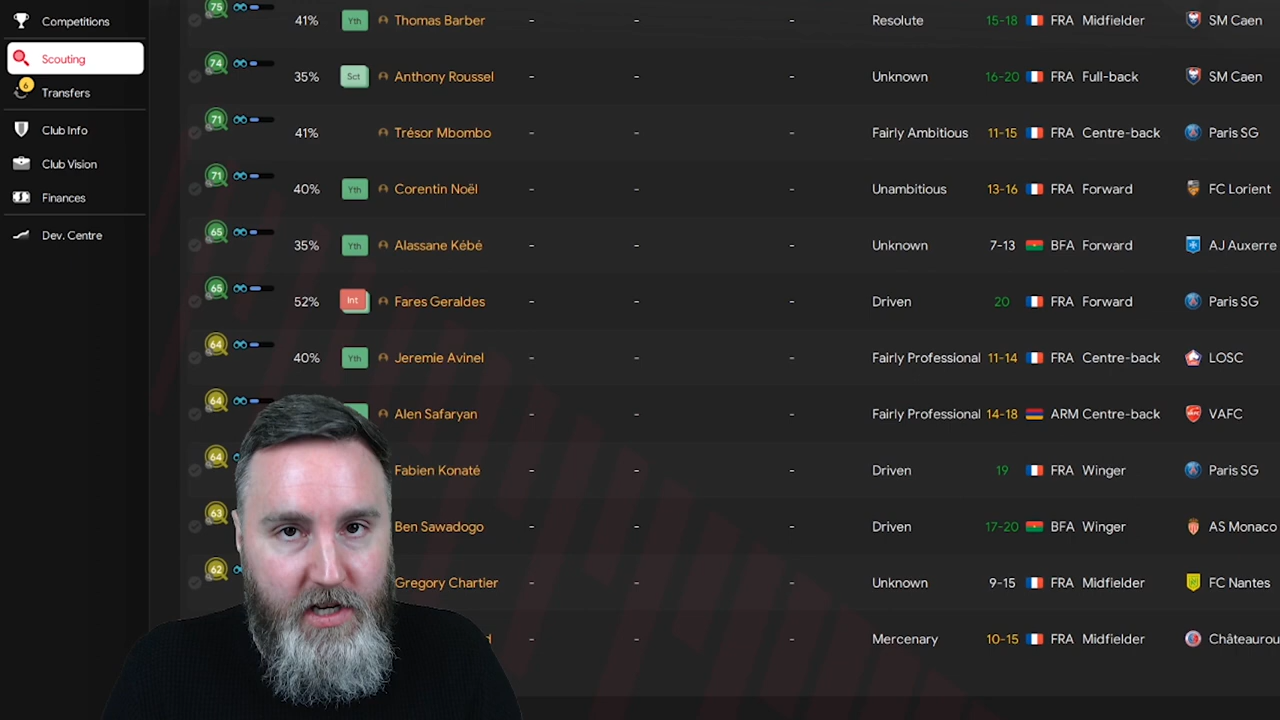 Competitions
75 41% Yth Thomas Barber - - - Resolute 15-18 FRA Midfielder SM Caen
Scouting
74 35% Sct Anthony Roussel - - - Unknown 16-20 FRA Full-back SM Caen
6
Transfers
71 41% Trésor Mbombo - - - Fairly Ambitious 11-15 FRA Centre-back Paris SG
Club Info
Club Vision
71 40% Yth Corentin Noël - - - Unambitious 13-16 FRA Forward FC Lorient
Finances
Dev. Centre
65 35% Yth Alassane Kébé - - - Unknown 7-13 BFA Forward AJ Auxerre
65 52% Int Fares Geraldes - - - Driven 20 FRA Forward Paris SG
64 40% Yth Jeremie Avinel - - - Fairly Professional 11-14 FRA Centre-back LOSC
64 Alen Safaryan - - - Fairly Professional 14-18 ARM Centre-back VAFC
64 Fabien Konaté - - - Driven 19 FRA Winger Paris SG
63 Ben Sawadogo - - - Driven 17-20 BFA Winger AS Monaco
62 Gregory Chartier - - - Unknown 9-15 FRA Midfielder FC Nantes
- - - Mercenary 10-15 FRA Midfielder Châteaurou